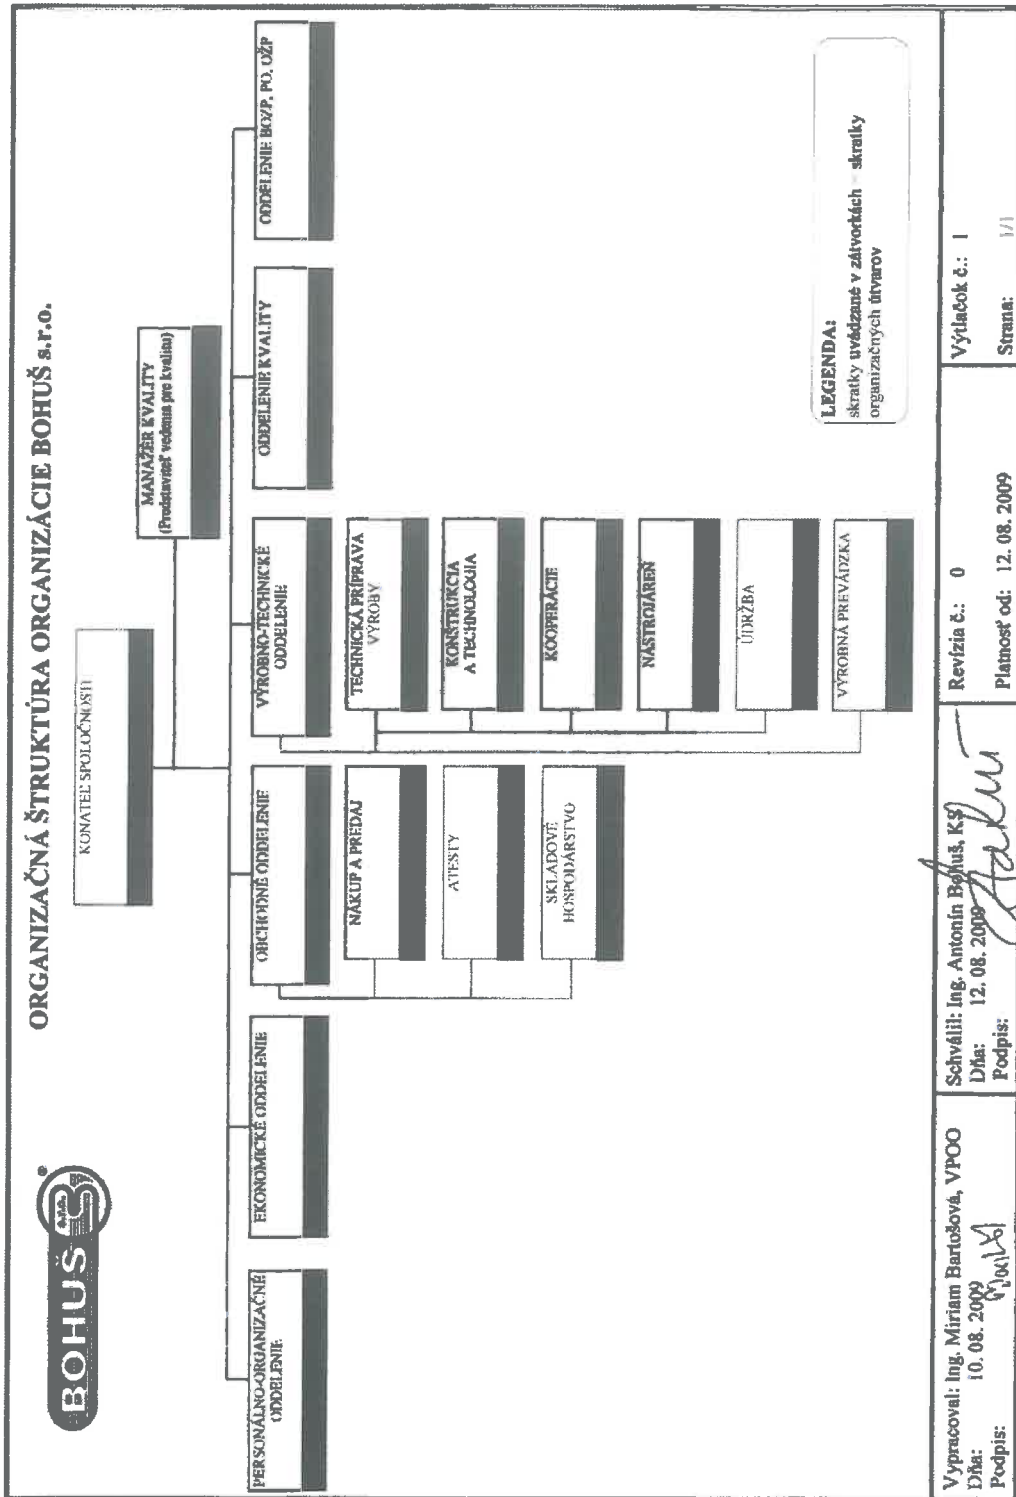 ORGANIZAČNÁ ŠTRUKTÚRA ORGANIZÁCIE BOHUŠ s.r.o.
BOHUŠ
s.r.o.
®
KONATEĽ SPOLOČNOSTI
MANAŽÉR KVALITY
(Predstaviteľ vedenia pre kvalitu)
PERSONÁLNO-ORGANIZAČNÉ
ODDELENIE
EKONOMICKÉ ODDELENIE
OBCHODNÉ ODDELENIE
VÝROBNO-TECHNICKÉ
ODDELENIE
ODDELENIE KVALITY
ODDELENIE BOZP, PO, OŽP
NÁKUP A PREDAJ
ATESTY
SKLADOVÉ
HOSPODÁRSTVO
TECHNICKÁ PRÍPRAVA
VÝROBY
KONŠTRUKCIA
A TECHNOLÓGIA
KOOPERÁCIE
NÁSTROJÁREŇ
ÚDRŽBA
VÝROBNÁ PREVÁDZKA
LEGENDA:
skratky uvádzané v zátvorkách – skratky
organizačných útvarov
Vypracoval: Ing. Miriam Bartošová, VPOO
Dňa: 10. 08. 2009
Podpis:
Schválil: Ing. Antonín Bohuš, KS
Dňa: 12. 08. 2009
Podpis:
Revízia č.: 0
Platnosť od: 12. 08. 2009
Výtlačok č.: 1
Strana: 1/1